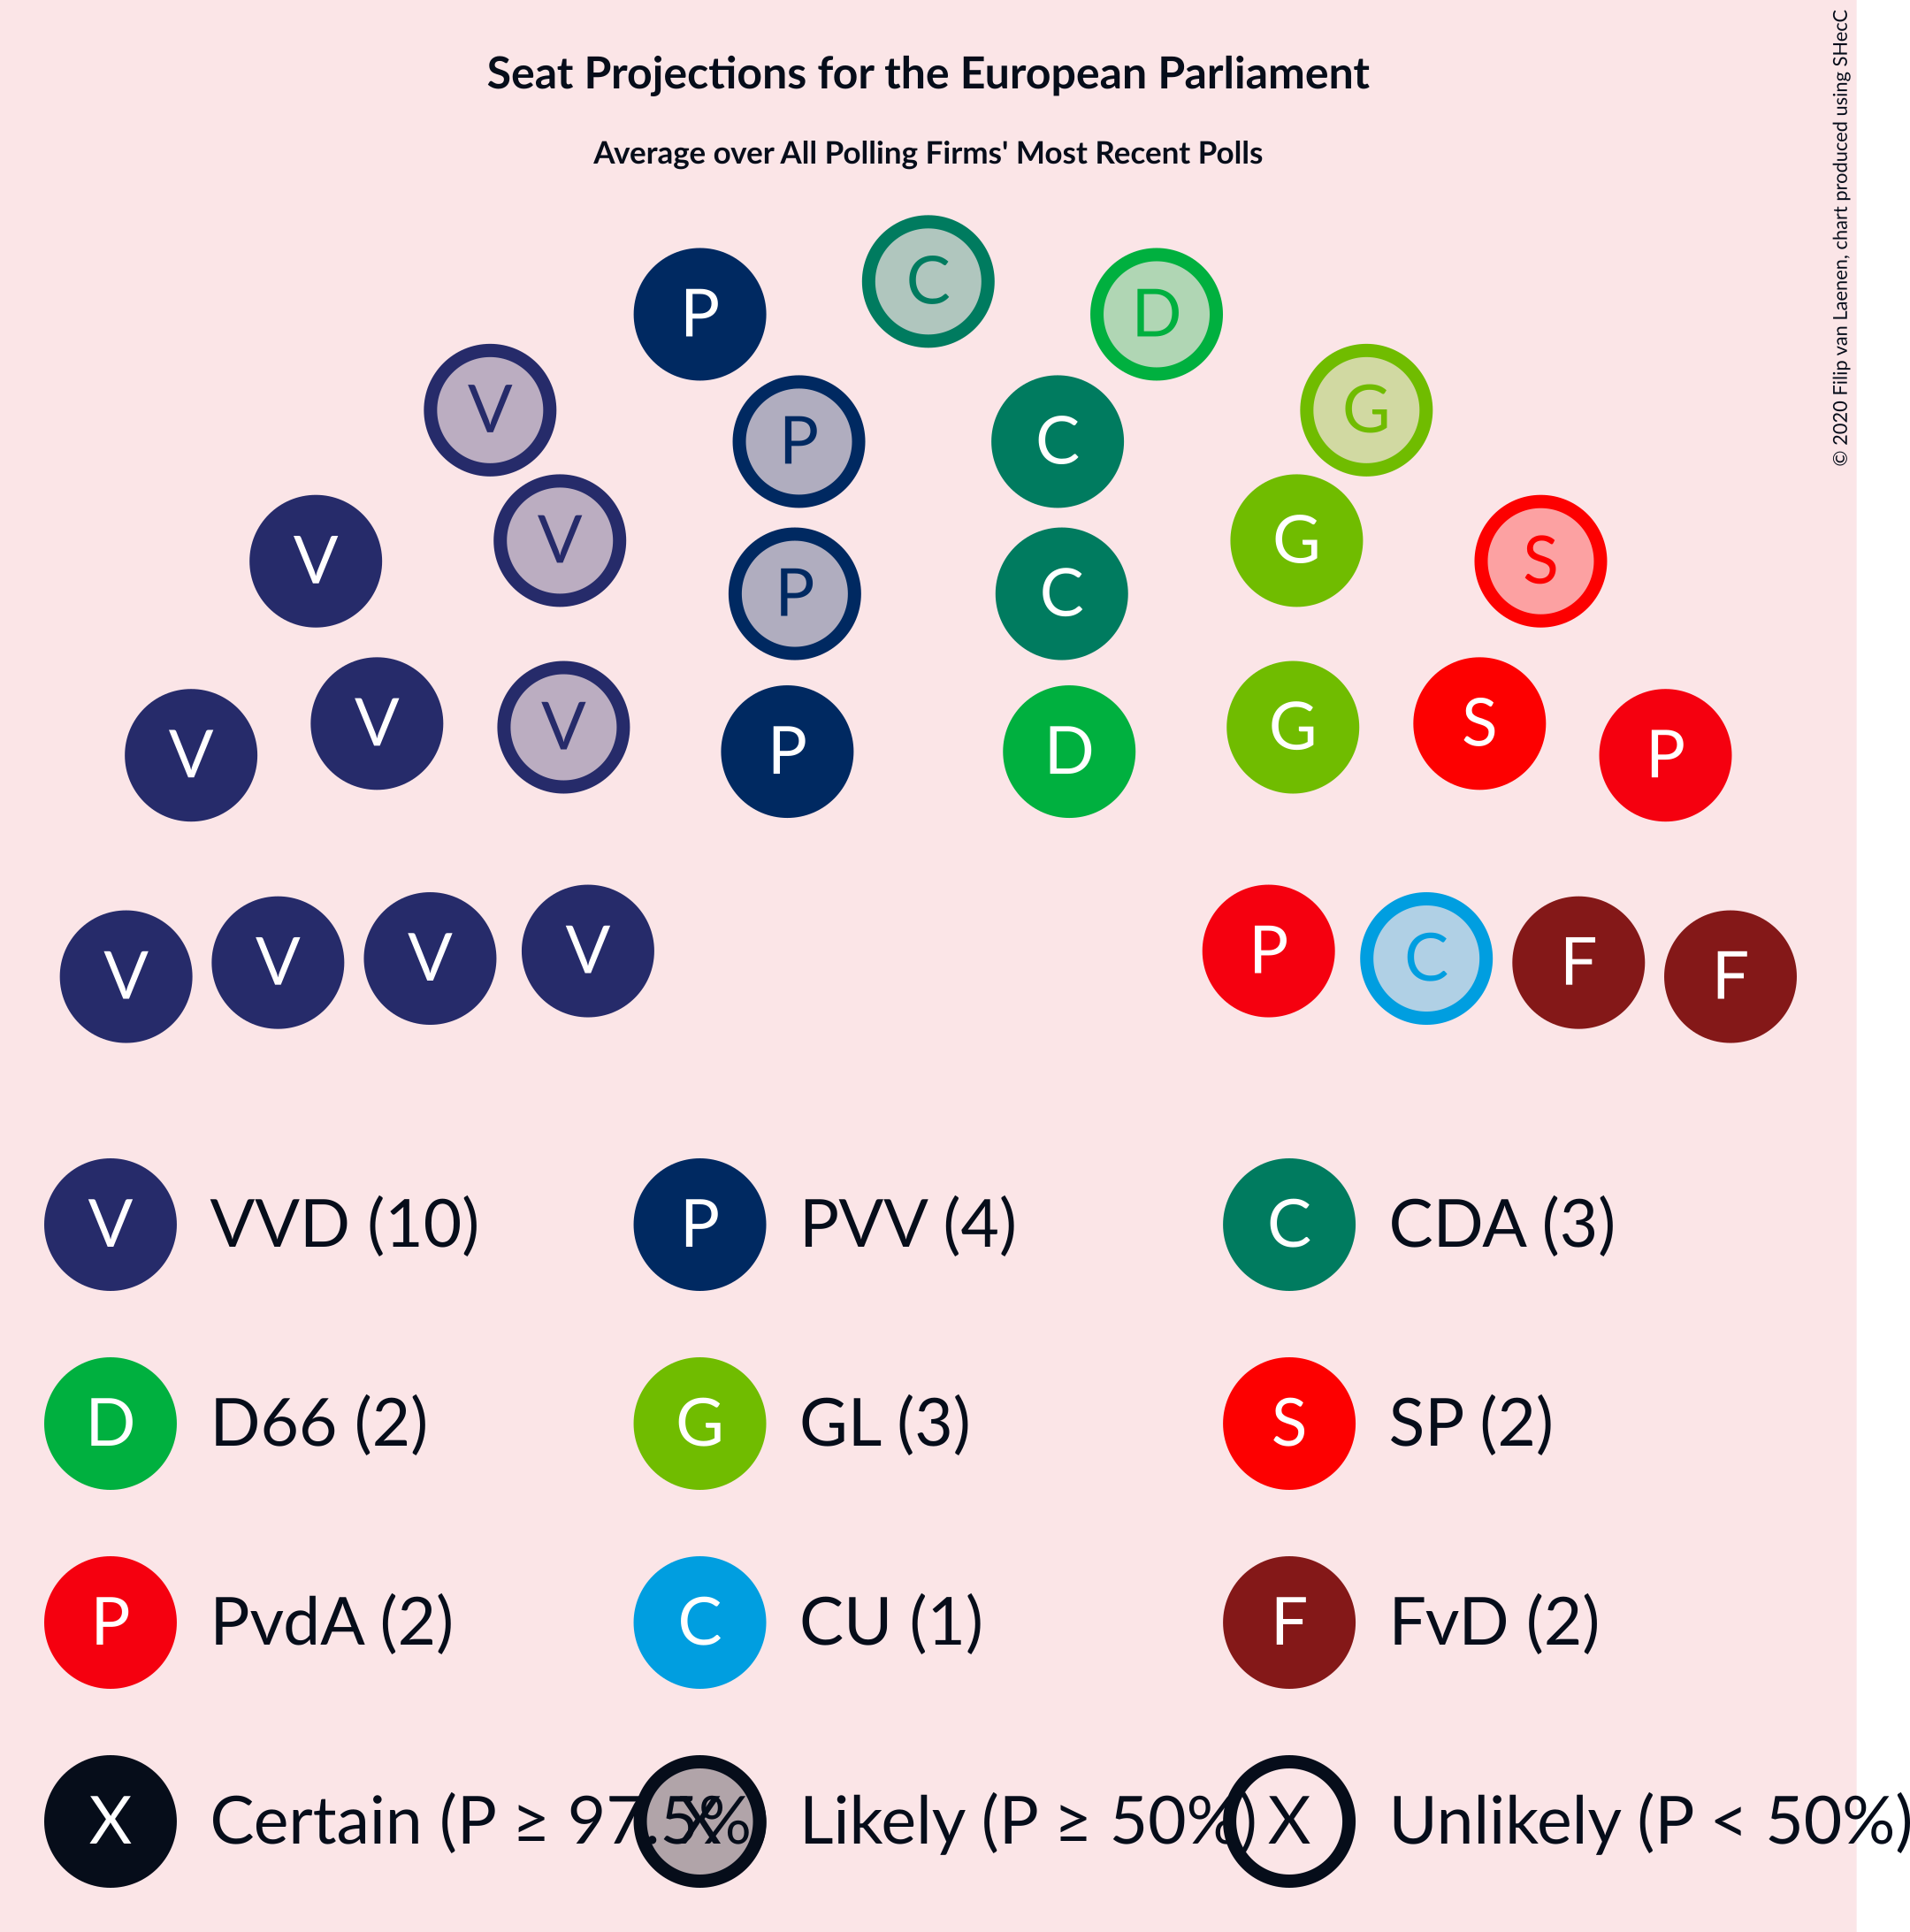 Seat Projections for the European Parliament
Average over All Polling Firms' Most Recent Polls
© 2020 Filip van Laenen, chart produced using SHecC
C
P D
V G
P C
V G
V S
P C
V V G S
V P D P
V V V V P C F F
V VVD (10) P PVV (4) C CDA (3)
D D66 (2) G GL (3) S SP (2)
P PvdA (2) C CU (1) F FvD (2)
X Certain (P ≥ 97.5%) X Likely (P ≥ 50%) X Unlikely (P < 50%)